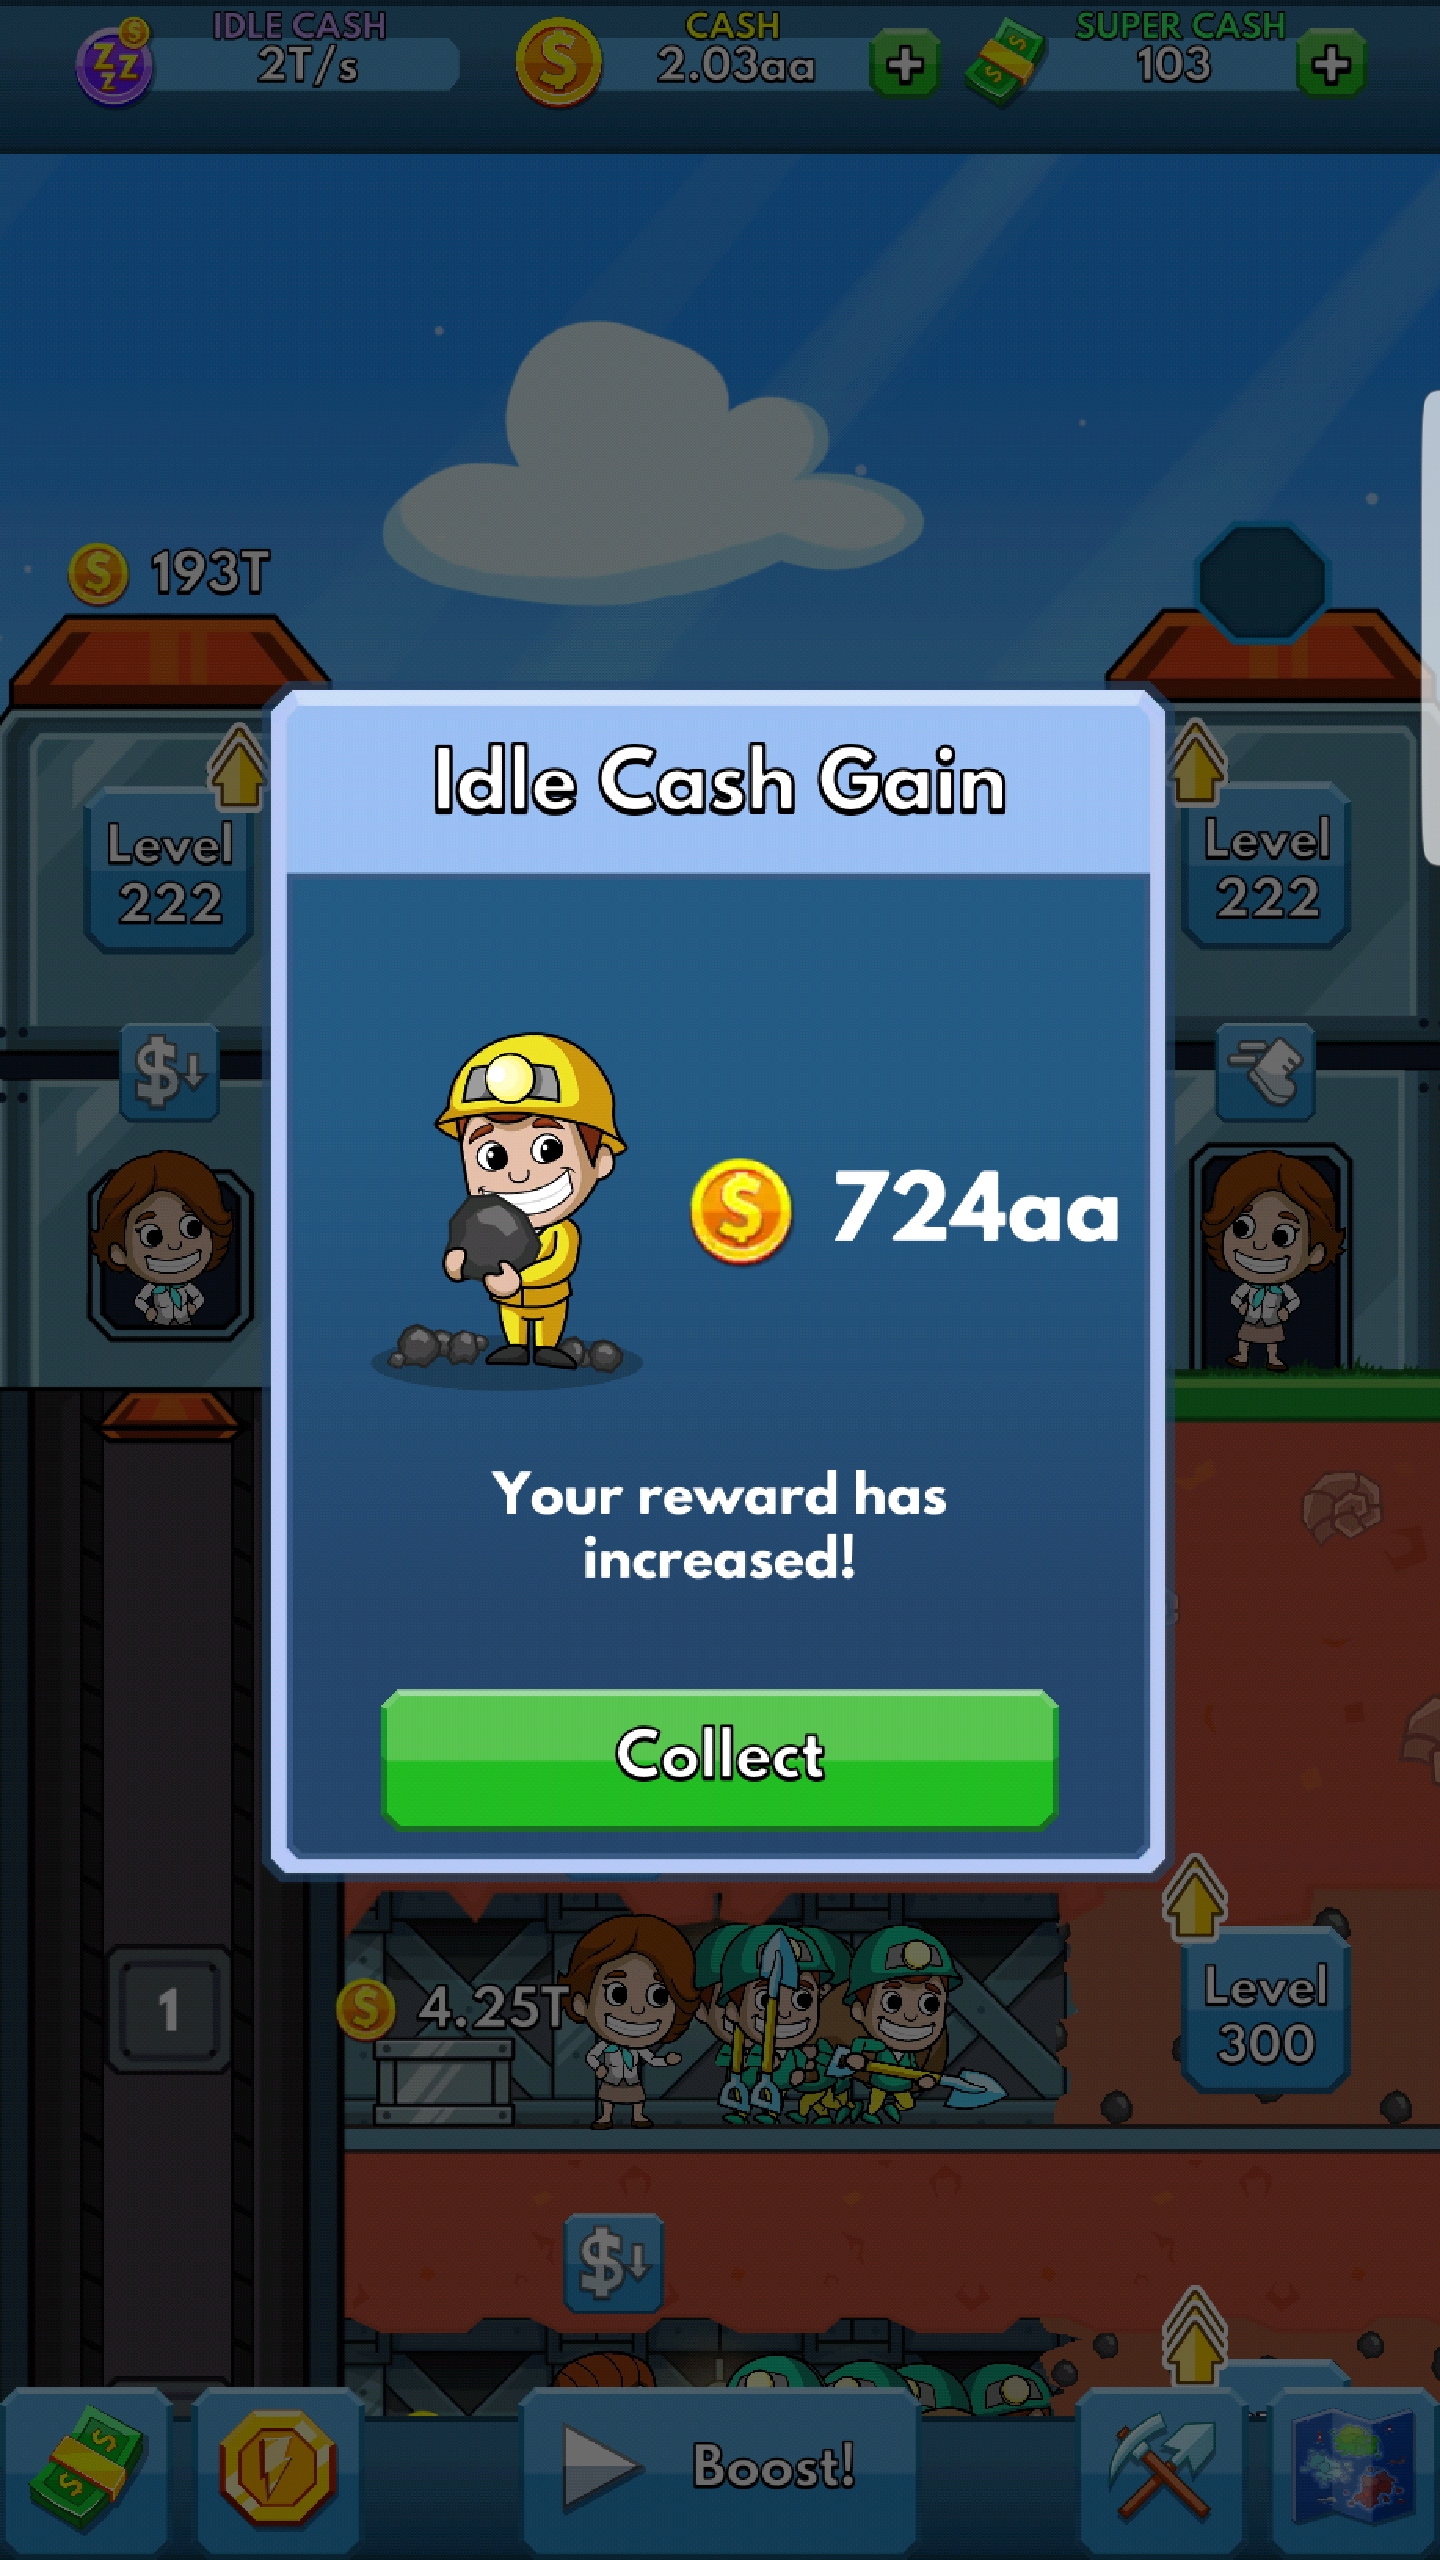 IDLE CASH
2T/s
CASH
2.03aa
SUPER CASH
103
193T
Level
222
Level
222
Idle Cash Gain
724aa
Your reward has
increased!
Collect
1
4.25T
Level
300
Boost!